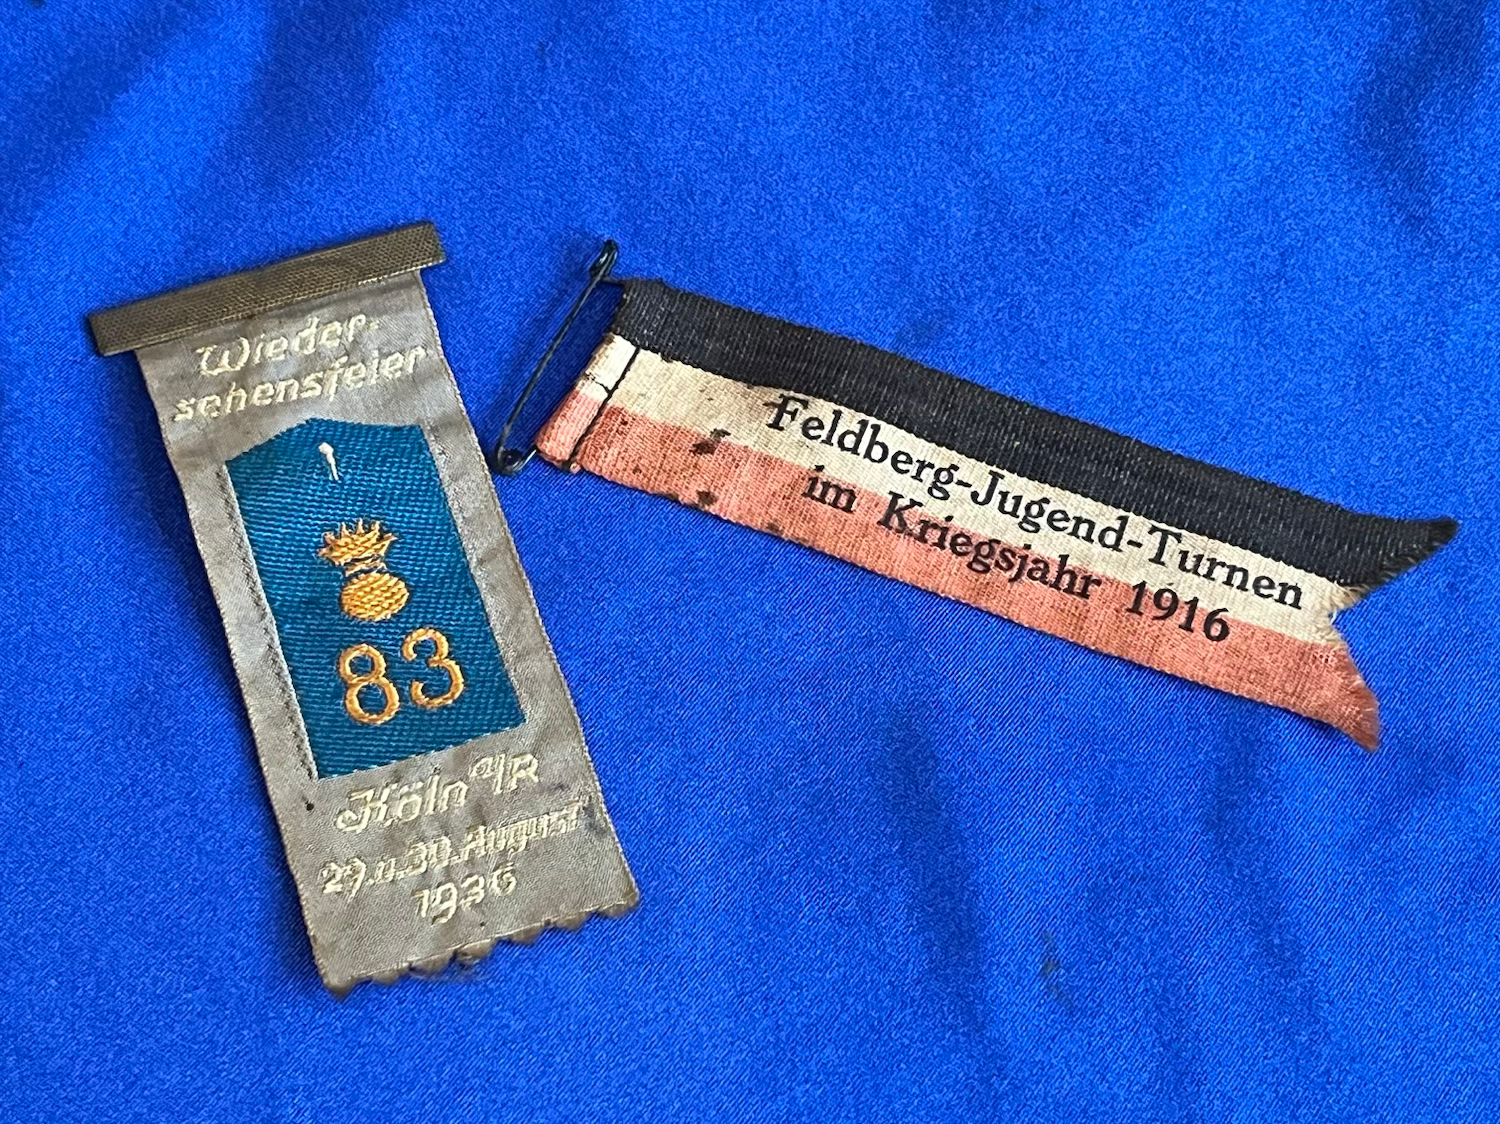 Wieder-
sehensfeier
83
Köln a/R
29. u. 30. August
1936
Feldberg-Jugend-Turnen
im Kriegsjahr 1916